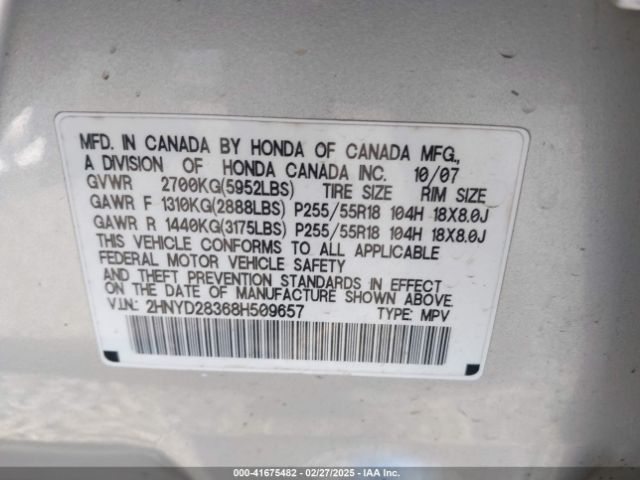 MFD. IN CANADA BY HONDA OF CANADA MFG.,
A DIVISION OF HONDA CANADA INC. 10/07
GVWR 2700KG(5952LBS) TIRE SIZE RIM SIZE
GAWR F 1310KG(2888LBS) P255/55R18 104H 18X8.0J
GAWR R 1440KG(3175LBS) P255/55R18 104H 18X8.0J
THIS VEHICLE CONFORMS TO ALL APPLICABLE
FEDERAL MOTOR VEHICLE SAFETY
AND THEFT PREVENTION STANDARDS IN EFFECT
ON THE DATE OF MANUFACTURE SHOWN ABOVE.
V.I.N.: 2HNYD28368H509657 TYPE: MPV
000-41675482 - 02/27/2025 - IAA Inc.